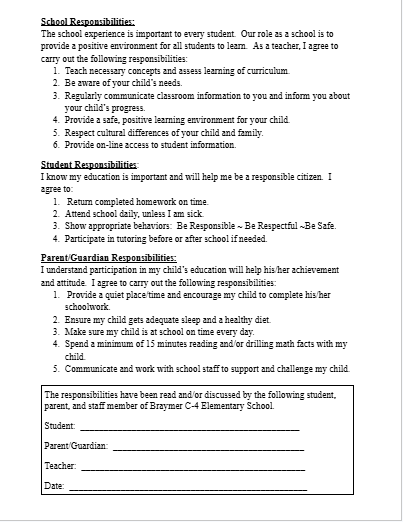 School Responsibilities:
The school experience is important to every student.  Our role as a school is to
provide a positive environment for all students to learn.  As a teacher, I agree to
carry out the following responsibilities:
1. Teach necessary concepts and assess learning of curriculum.
2. Be aware of your child's needs.
3. Regularly communicate classroom information to you and inform you about
your child's progress.
4. Provide a safe, positive learning environment for your child.
5. Respect cultural differences of your child and family.
6. Provide on-line access to student information.
Student Responsibilities:
I know my education is important and will help me be a responsible citizen.  I
agree to:
1. Return completed homework on time.
2. Attend school daily, unless I am sick.
3. Show appropriate behaviors:  Be Responsible ~ Be Respectful ~Be Safe.
4. Participate in tutoring before or after school if needed.
Parent/Guardian Responsibilities:
I understand participation in my child's education will help his/her achievement
and attitude.  I agree to carry out the following responsibilities:
1. Provide a quiet place/time and encourage my child to complete his/her
schoolwork.
2. Ensure my child gets adequate sleep and a healthy diet.
3. Make sure my child is at school on time every day.
4. Spend a minimum of 15 minutes reading and/or drilling math facts with my
child.
5. Communicate and work with school staff to support and challenge my child.
The responsibilities have been read and/or discussed by the following student,
parent, and staff member of Braymer C-4 Elementary School.
Student: ____________________
Parent/Guardian: ____________________
Teacher: ____________________
Date: ____________________